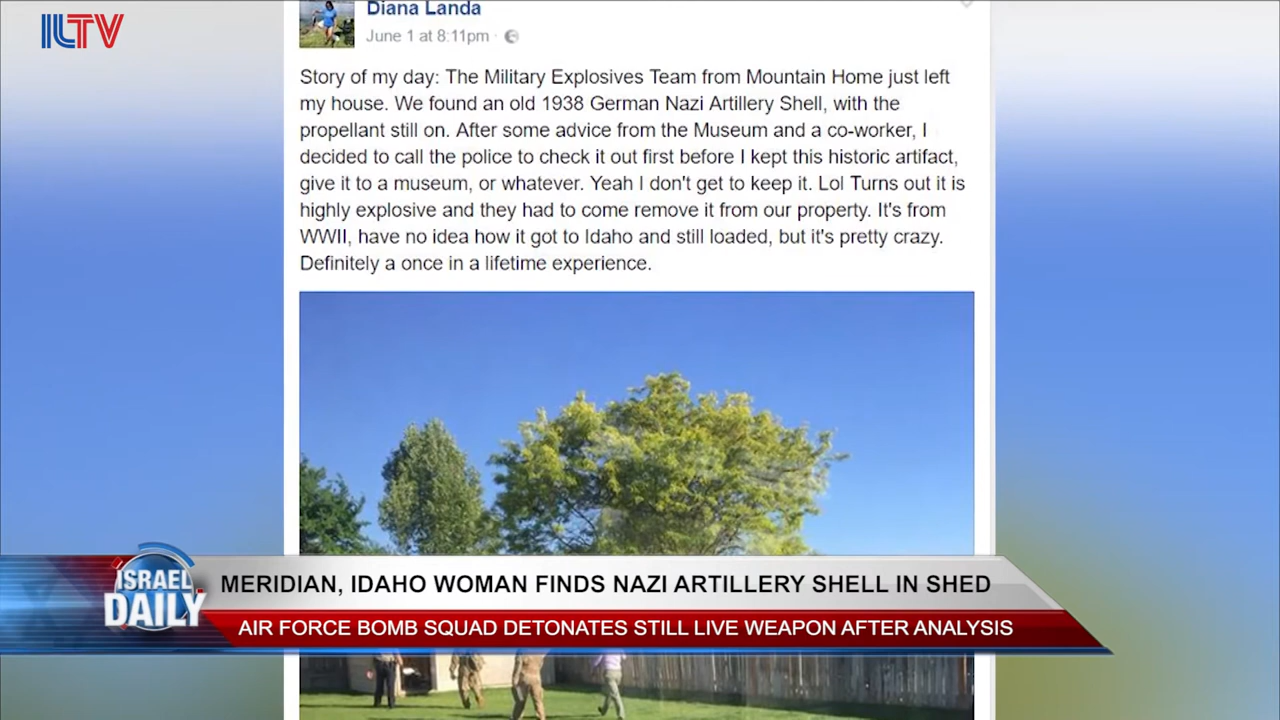 ILTV
Diana Landa
June 1 at 8:11pm ·
Story of my day: The Military Explosives Team from Mountain Home just left
my house. We found an old 1938 German Nazi Artillery Shell, with the
propellant still on. After some advice from the Museum and a co-worker, I
decided to call the police to check it out first before I kept this historic artifact,
give it to a museum, or whatever. Yeah I don't get to keep it. Lol Turns out it is
highly explosive and they had to come remove it from our property. It's from
WWII, have no idea how it got to Idaho and still loaded, but it's pretty crazy.
Definitely a once in a lifetime experience.
ISRAEL
DAILY
MERIDIAN, IDAHO WOMAN FINDS NAZI ARTILLERY SHELL IN SHED
AIR FORCE BOMB SQUAD DETONATES STILL LIVE WEAPON AFTER ANALYSIS